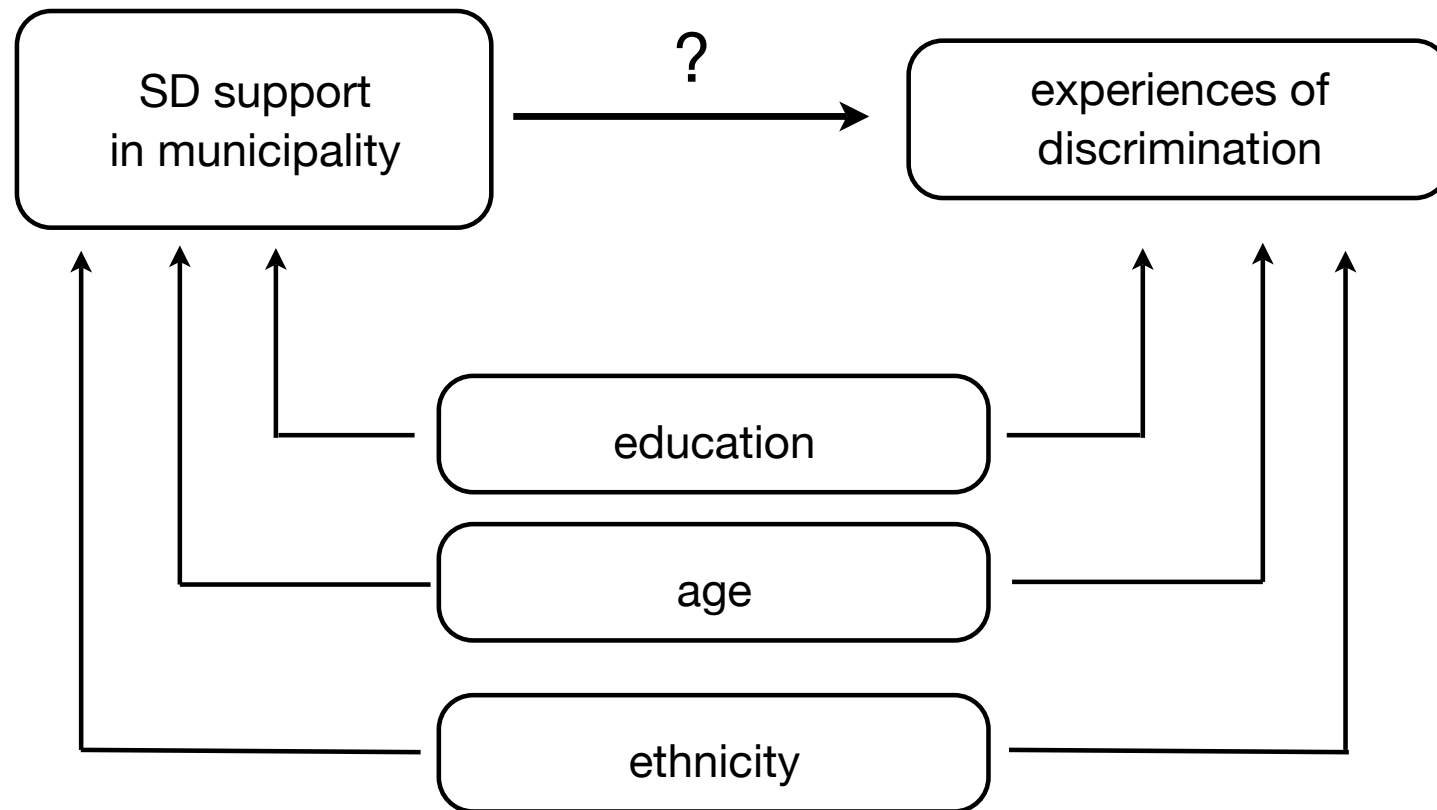 SD support
in municipality
?
experiences of
discrimination
education
age
ethnicity